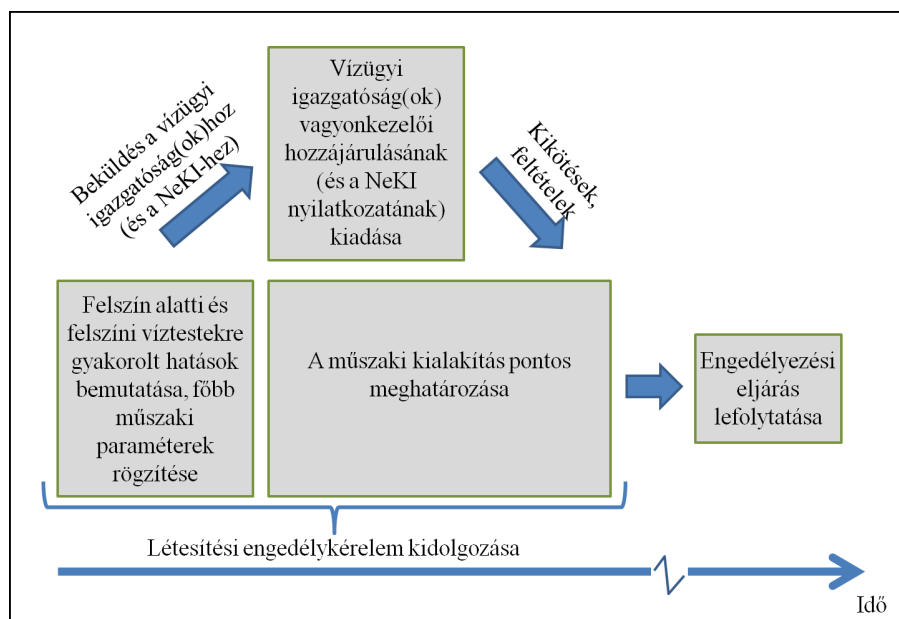 Beküldés a vízügyi
igazgatóság(ok)hoz
(és a NeKI-hez)
Vízügyi
igazgatóság(ok)
vagyonkezelői
hozzájárulásának
(és a NeKI
nyilatkozatának)
kiadása
Kikötések,
feltételek
Felszín alatti és
felszíni víztestekre
gyakorolt hatások
bemutatása, főbb
műszaki
paraméterek
rögzítése
A műszaki kialakítás pontos
meghatározása
Engedélyezési
eljárás
lefolytatása
Létesítési engedélykérelem kidolgozása
Idő